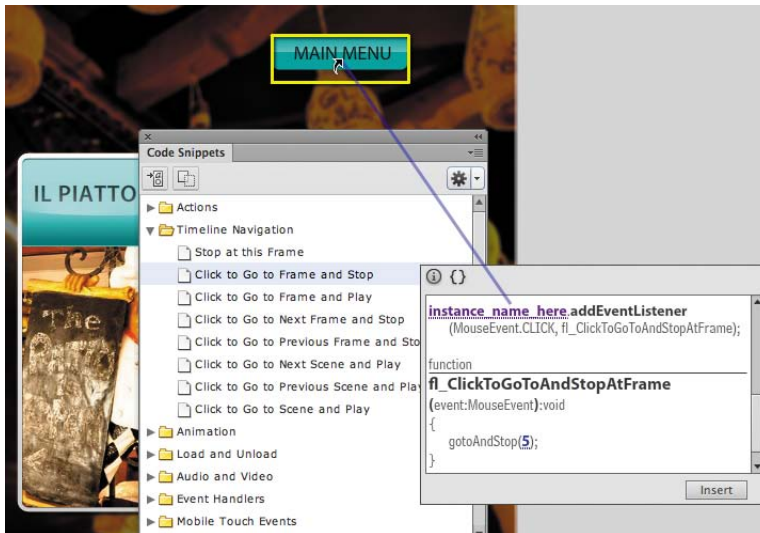 MAIN MENU
Code Snippets
IL PIATTO
Actions
Timeline Navigation
Stop at this Frame
Click to Go to Frame and Stop
Click to Go to Frame and Play
Click to Go to Next Frame and Stop
Click to Go to Previous Frame and Sto
Click to Go to Next Scene and Play
Click to Go to Previous Scene and Play
Click to Go to Scene and Play
Animation
Load and Unload
Audio and Video
Event Handlers
Mobile Touch Events
{}
instance_name_here.addEventListener
(MouseEvent.CLICK, fl_ClickToGoToAndStopAtFrame);
function
fl_ClickToGoToAndStopAtFrame
(event:MouseEvent):void
{
gotoAndStop(5);
}
Insert
The